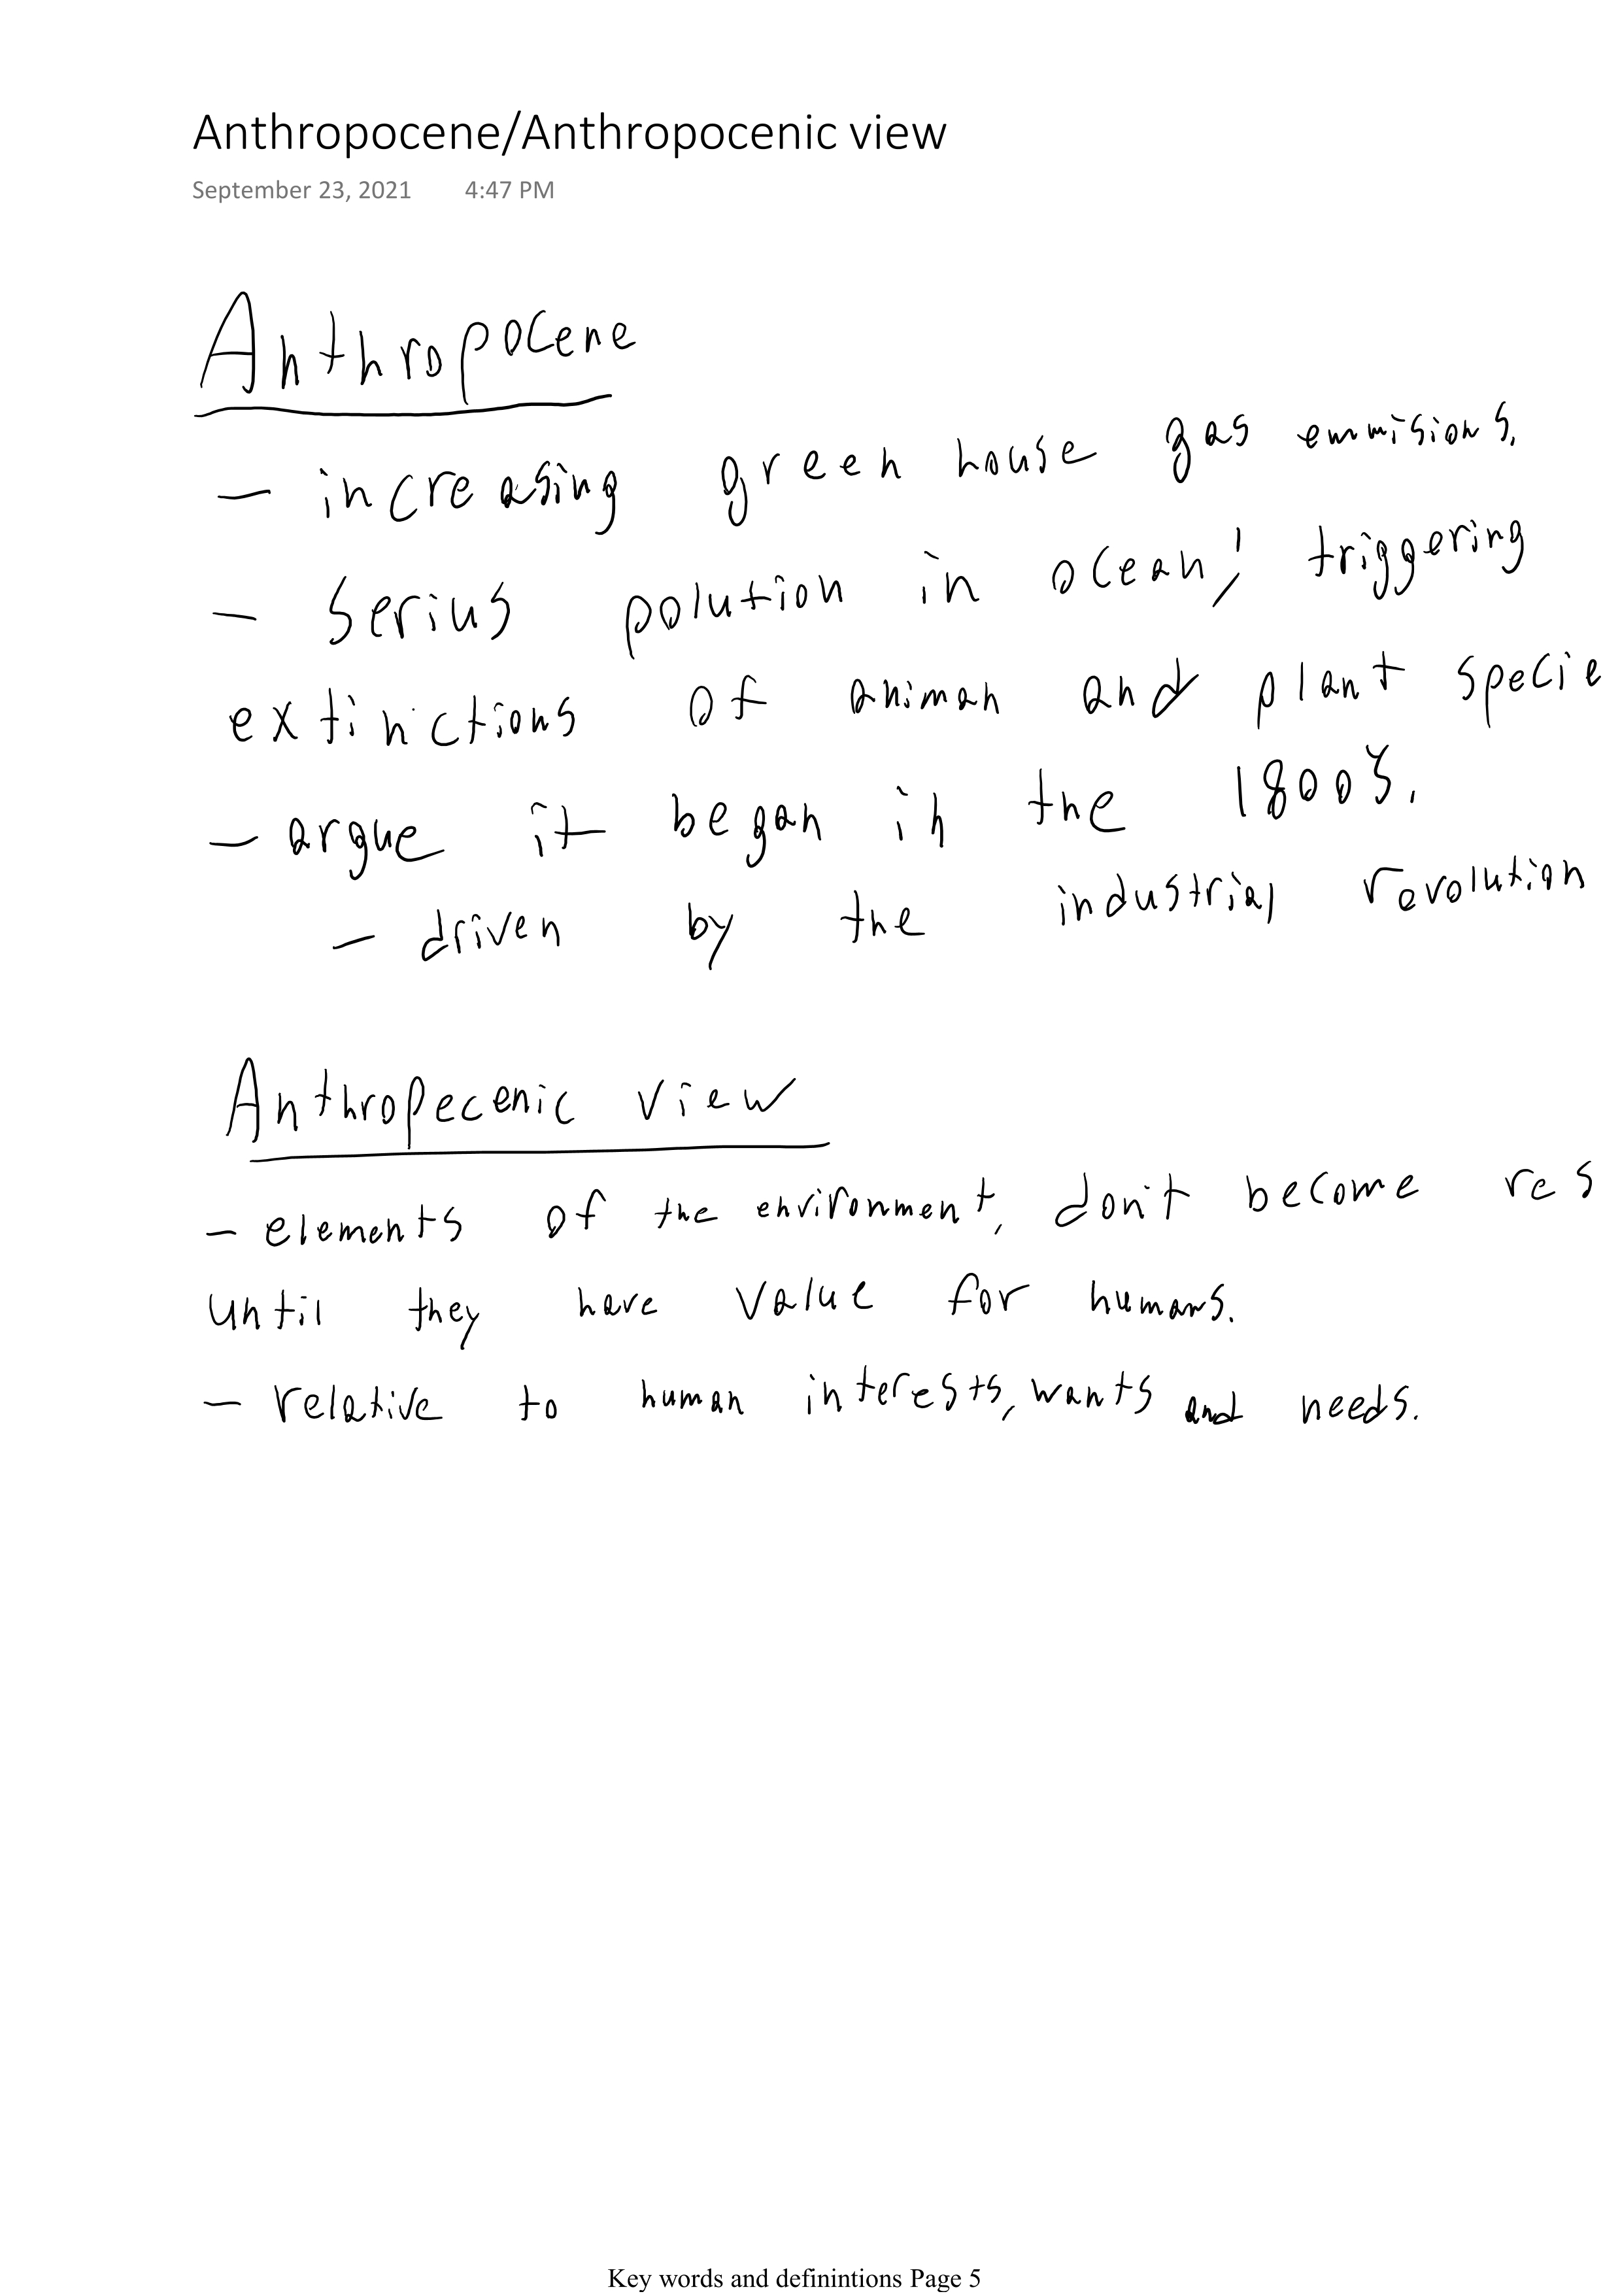 Anthropocene/Anthropocenic view
September 23, 2021 4:47 PM
Anthropocene
- increasing green house gas emmisions.
- Serius polution in ocean, triggering
extinctions of animan and plant specie
- argue it began in the 1800s.
- driven by the industrial revolution
Anthropecenic view
- elements of the environment, don't become res
until they have value for humans.
- relative to human interests, wants and needs.
Key words and definintions Page 5